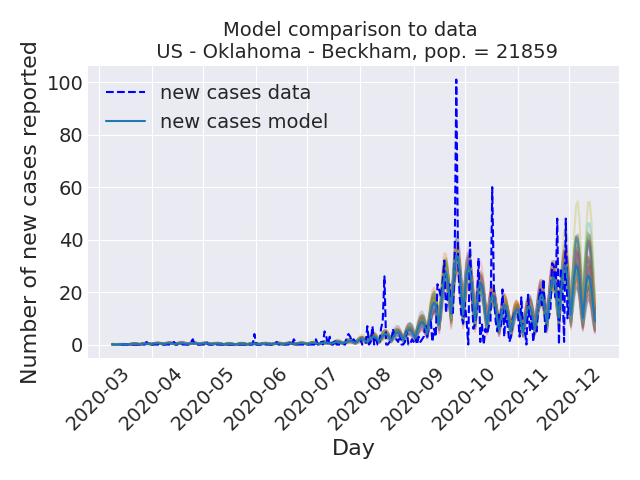 Model comparison to data
US - Oklahoma - Beckham, pop. = 21859
Number of new cases reported
100
80
60
40
20
0
new cases data
new cases model
2020-03
2020-04
2020-05
2020-06
2020-07
2020-08
2020-09
2020-10
2020-11
2020-12
Day